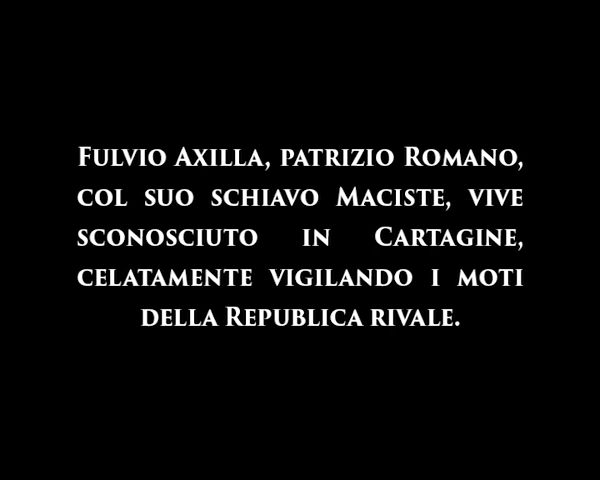 Fulvio Axilla, patrizio Romano,
col suo schiavo Maciste, vive
sconosciuto in Cartagine,
celatamente vigilando i moti
della Republica rivale.